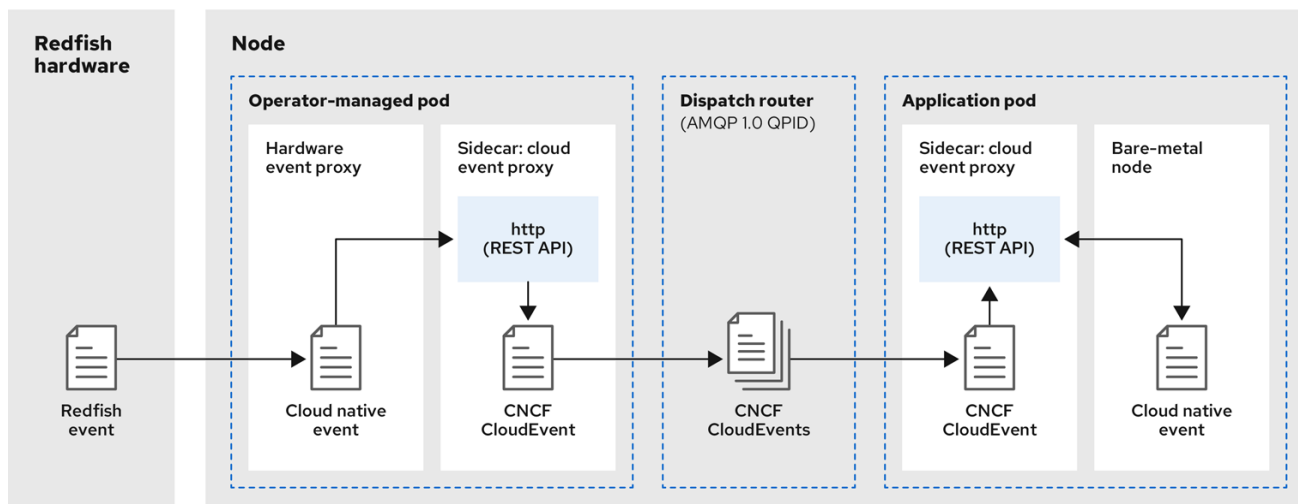 Redfish
hardware
Node
Operator-managed pod
Hardware
event proxy
Sidecar: cloud
event proxy
http
(REST API)
Dispatch router
(AMQP 1.0 QPID)
Application pod
Sidecar: cloud
event proxy
http
(REST API)
Bare-metal
node
Redfish
event
Cloud native
event
CNCF
CloudEvent
CNCF
CloudEvents
CNCF
CloudEvent
Cloud native
event